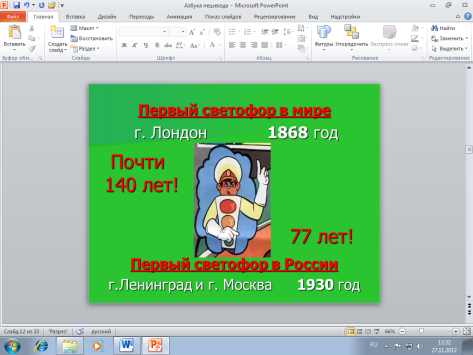 Азбука пешехода - Microsoft PowerPoint
Файл Главная Вставка Дизайн Переходы Анимация Показ слайдов Рецензирование Вид Надстройки
Вставить
Создать слайд
Макет
Восстановить
Раздел
Фигуры Упорядочить Экспресс-стили
Найти
Заменить
Выделить
Буфер обм... Слайды Шрифт Абзац Рисование Редактирование
Первый светофор в мире
г. Лондон 1868 год
Почти
140 лет!
77 лет!
Первый светофор в России
г.Ленинград и г. Москва 1930 год
Слайд 12 из 33 "Разрез" русский 66%
RU 12:32
27.11.2012